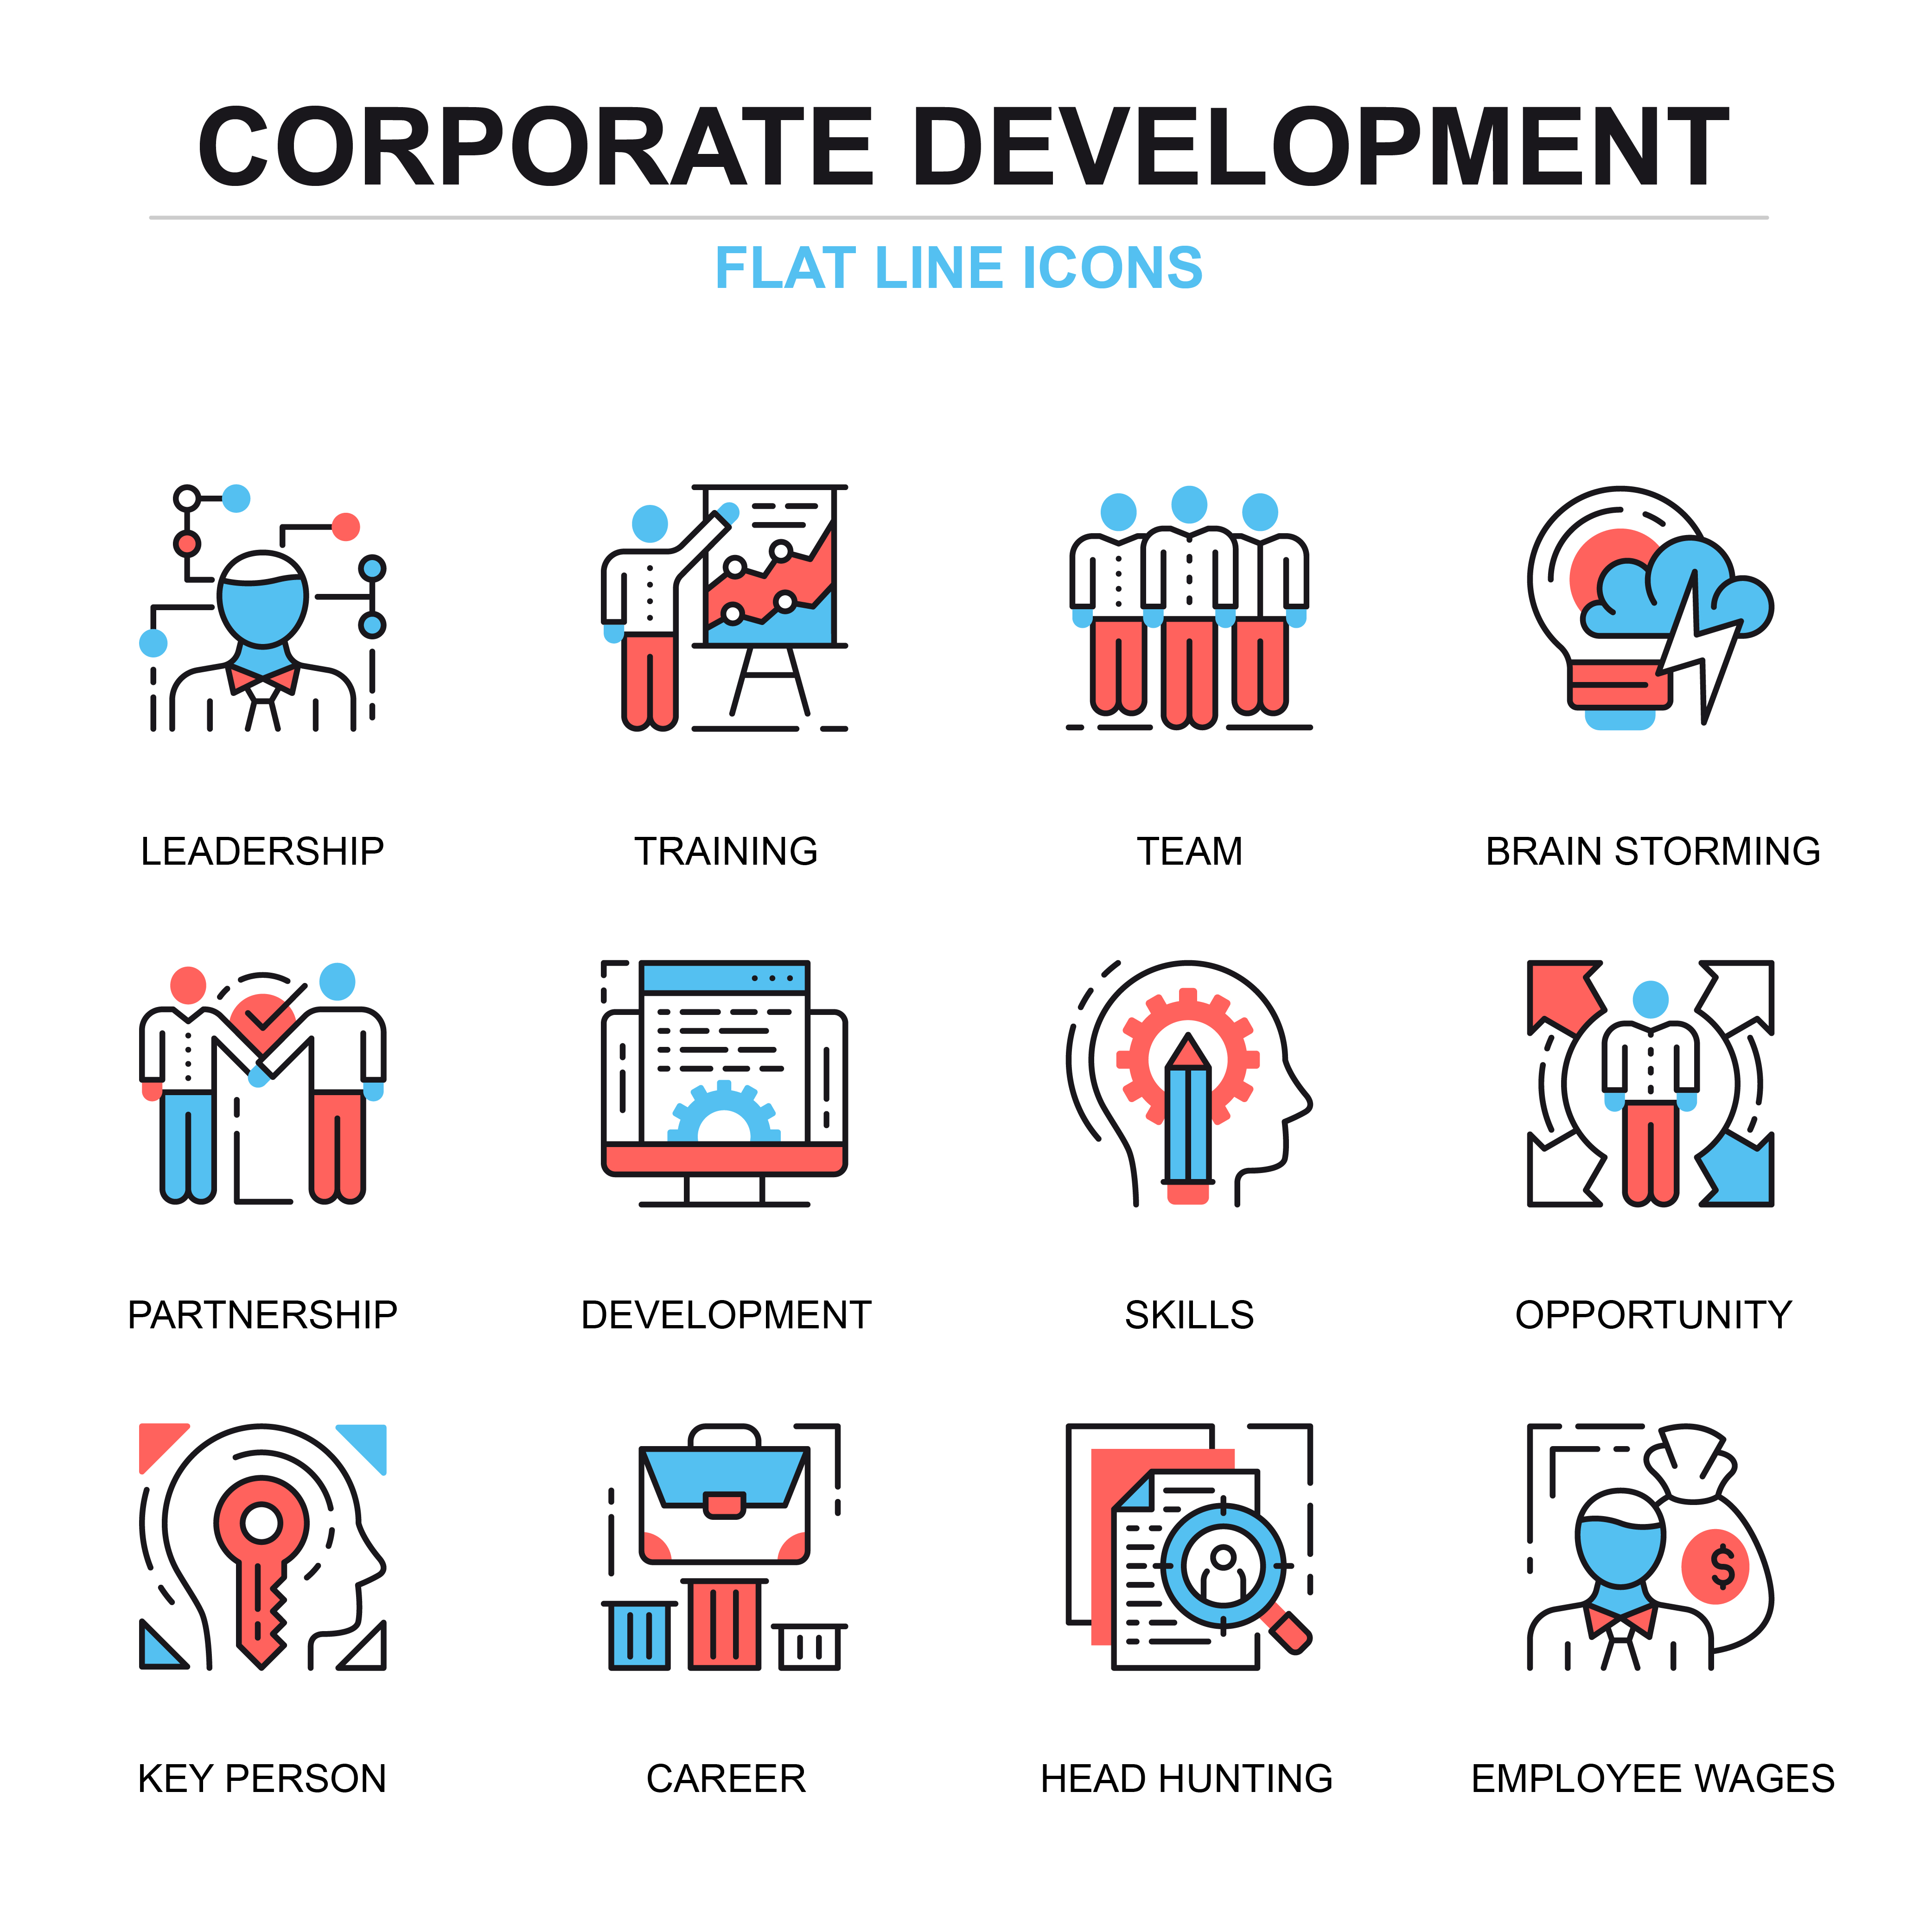 CORPORATE DEVELOPMENT
FLAT LINE ICONS
LEADERSHIP
TRAINING
TEAM
BRAIN STORMING
PARTNERSHIP
DEVELOPMENT
SKILLS
OPPORTUNITY
$
KEY PERSON
CAREER
HEAD HUNTING
EMPLOYEE WAGES